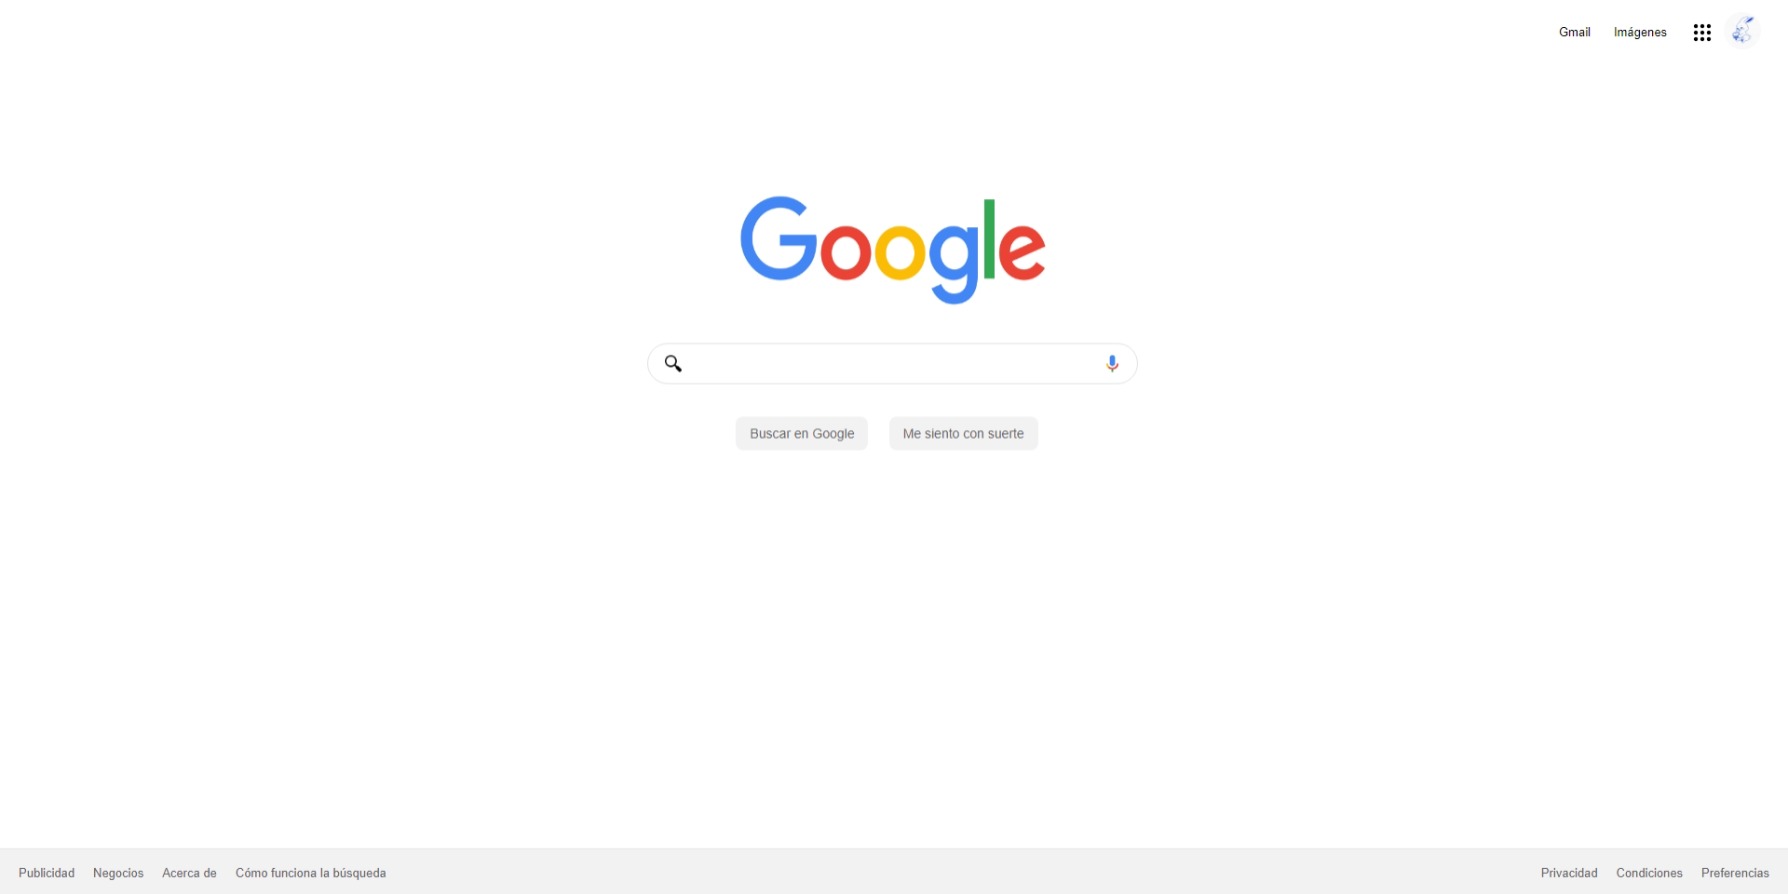 Gmail Imágenes
Google
Buscar en Google Me siento con suerte
Publicidad Negocios Acerca de Cómo funciona la búsqueda Privacidad Condiciones Preferencias